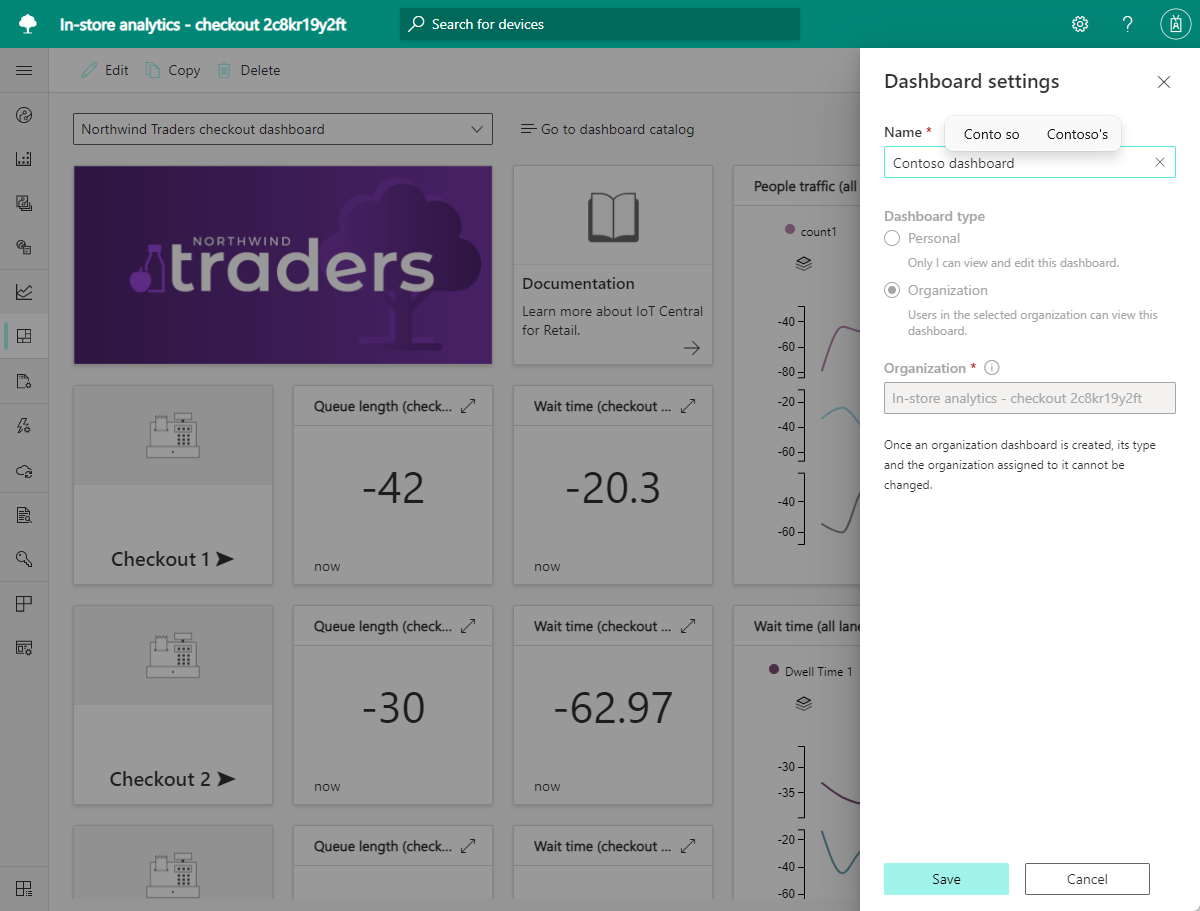 In-store analytics - checkout 2c8kr19y2ft
Search for devices
Edit
Copy
Delete
Northwind Traders checkout dashboard
Go to dashboard catalog
NORTHWIND
traders
Documentation
Learn more about IoT Central
for Retail.
People traffic (all
count1
-40
-60
-80
-20
-40
-60
-40
-60
Checkout 1
Queue length (check...
-42
now
Wait time (checkout ...
-20.3
now
Checkout 2
Queue length (check...
-30
now
Wait time (checkout ...
-62.97
now
Wait time (all lane
Dwell Time 1
-30
-35
-20
-40
-60
Queue length (check...
Wait time (checkout ...
Dashboard settings
Name *
Conto so
Contoso's
Contoso dashboard
Dashboard type
Personal
Only I can view and edit this dashboard.
Organization
Users in the selected organization can view this
dashboard.
Organization *
In-store analytics - checkout 2c8kr19y2ft
Once an organization dashboard is created, its type
and the organization assigned to it cannot be
changed.
Save
Cancel